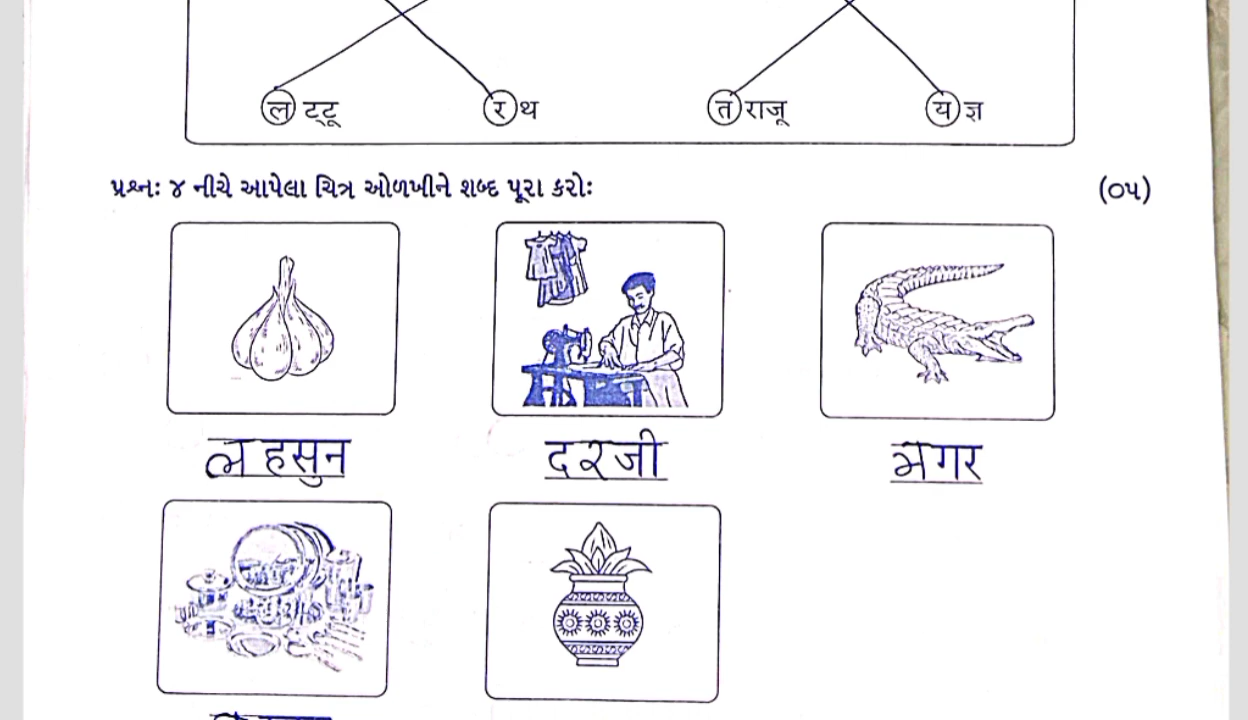 लट्टू रथ तराजू यज्ञ
પ્રશ્નઃ ૪ નીચે આપેલા ચિત્ર ઓળખીને શબ્દ પૂરા કરોઃ (૦૫)
लहसुन दरजी मगर